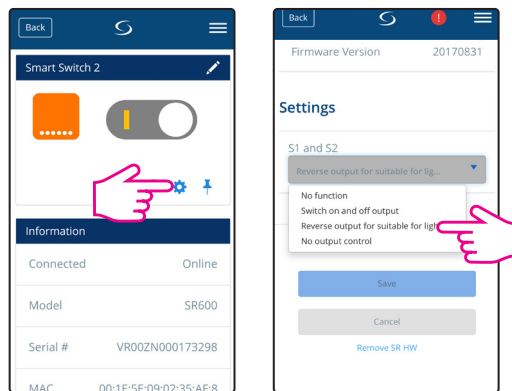 Back
Smart Switch 2
Information
Connected Online
Model SR600
Serial # VR00ZN000173298
MAC 00:1E:5E:09:02:35:AE:8
Back
Firmware Version 20170831
Settings
S1 and S2
Reverse output for suitable for lig...
No function
Switch on and off output
Reverse output for suitable for ligh
No output control
Save
Cancel
Remove SR HW